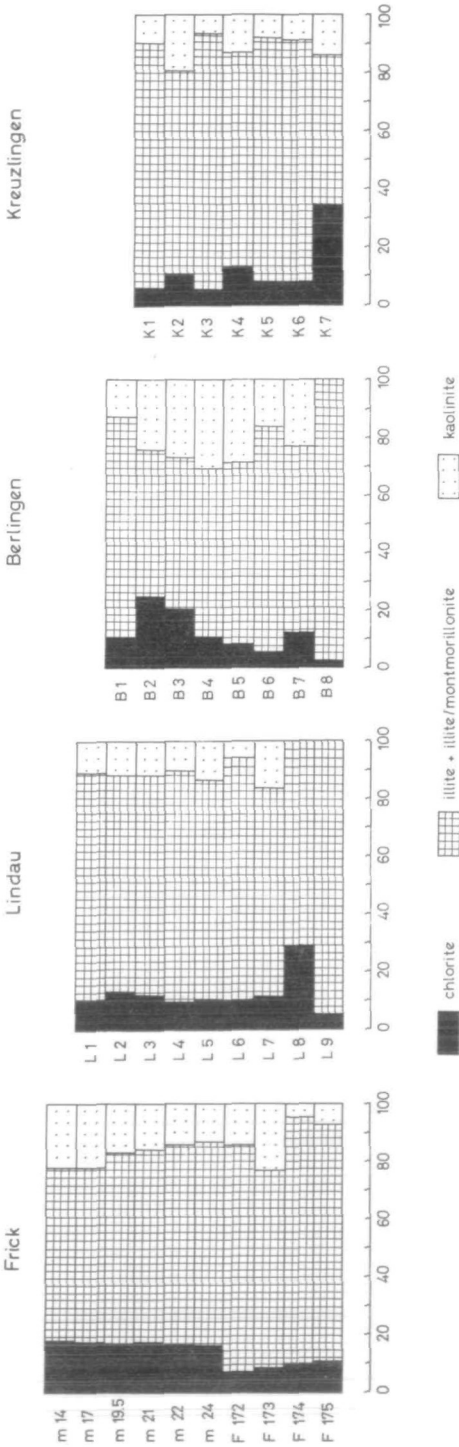 Frick
m 14
m 17
m 19.5
m 21
m 22
m 24
F 172
F 173
F 174
F 175
0 20 40 60 80 100
Lindau
L 1
L 2
L 3
L 4
L 5
L 6
L 7
L 8
L 9
0 20 40 60 80 100
Berlingen
B 1
B 2
B 3
B 4
B 5
B 6
B 7
B 8
0 20 40 60 80 100
Kreuzlingen
K 1
K 2
K 3
K 4
K 5
K 6
K 7
0 20 40 60 80 100
chlorite illite + illite/montmorillonite kaolinite